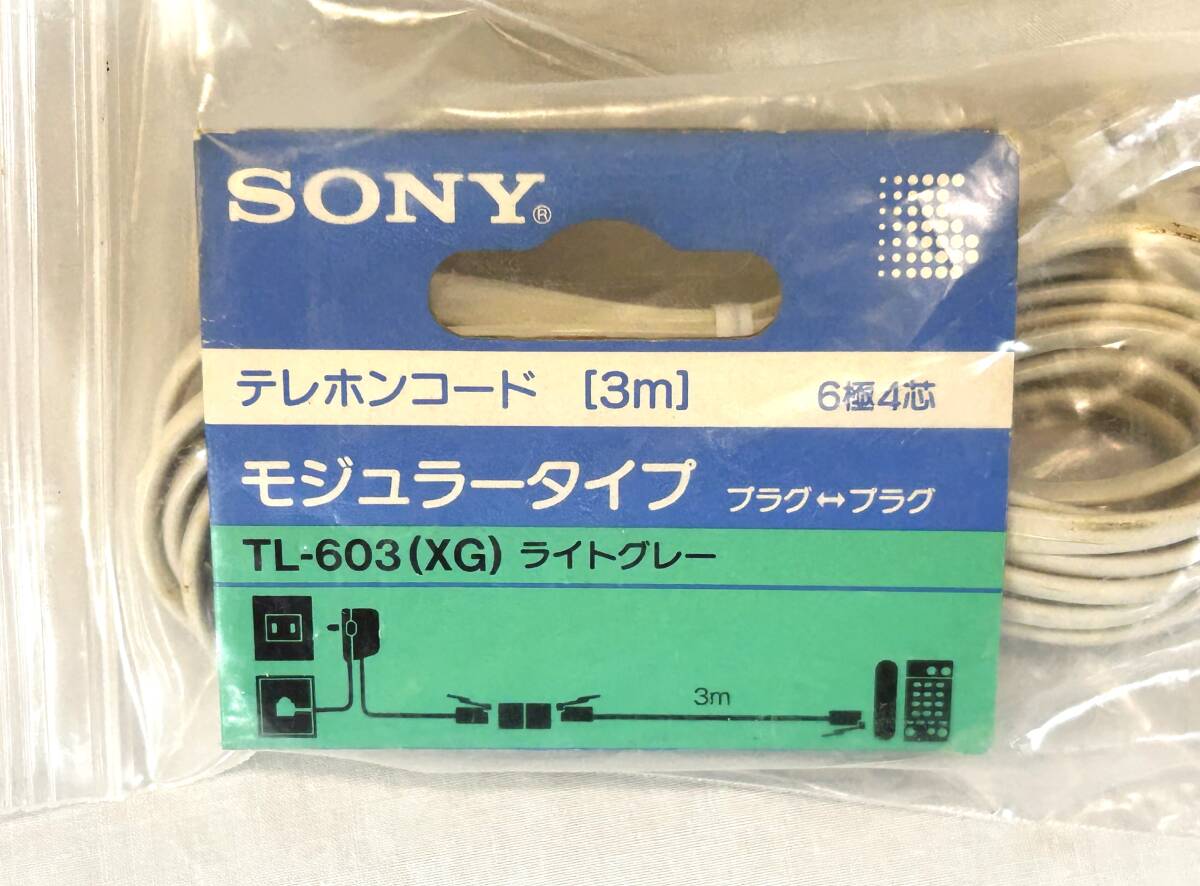 SONY®
テレホンコード [3m] 6極4芯
モジュラータイプ プラグ↔プラグ
TL-603(XG) ライトグレー
3m